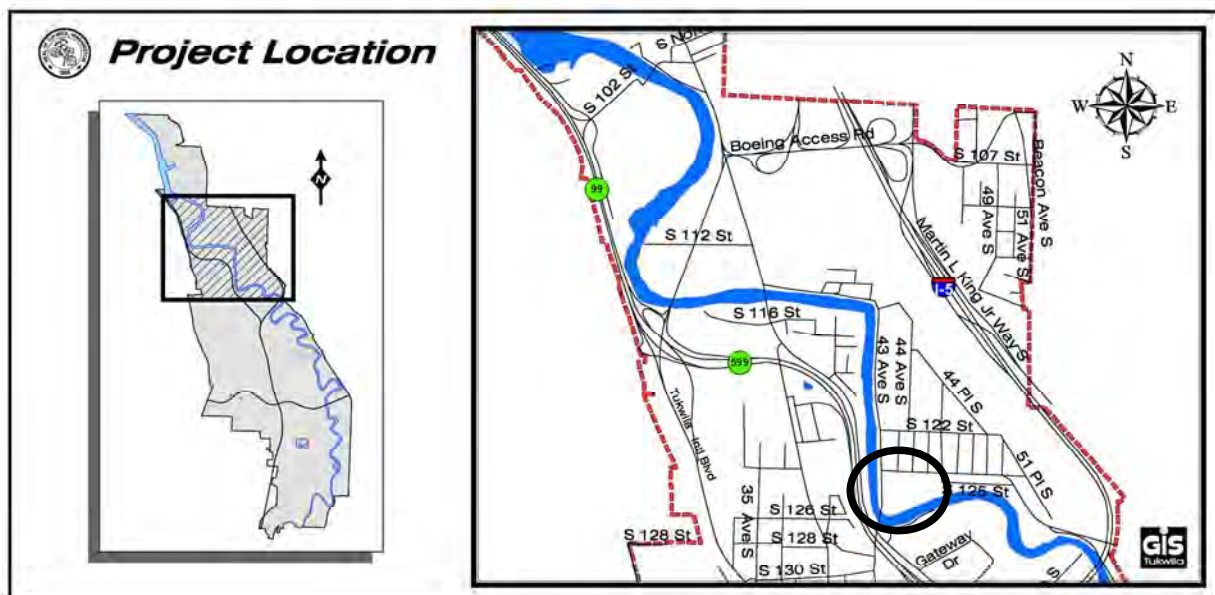 Project Location
N
S 102 St
S Nor
N
W
E
S
Boeing Access Rd
S 107 St
Beacon Ave S
99
49 Ave S
51 Ave S
S 112 St
Martin L King Jr Way S
I-5
S 116 St
43 Ave S
44 Ave S
599
44 Pl S
Tukwila Intl Blvd
S 122 St
51 Pl S
S 125 St
35 Ave S
S 126 St
S 128 St
S 128 St
Gateway
Dr
S 130 St
S
GIS
Tukwila